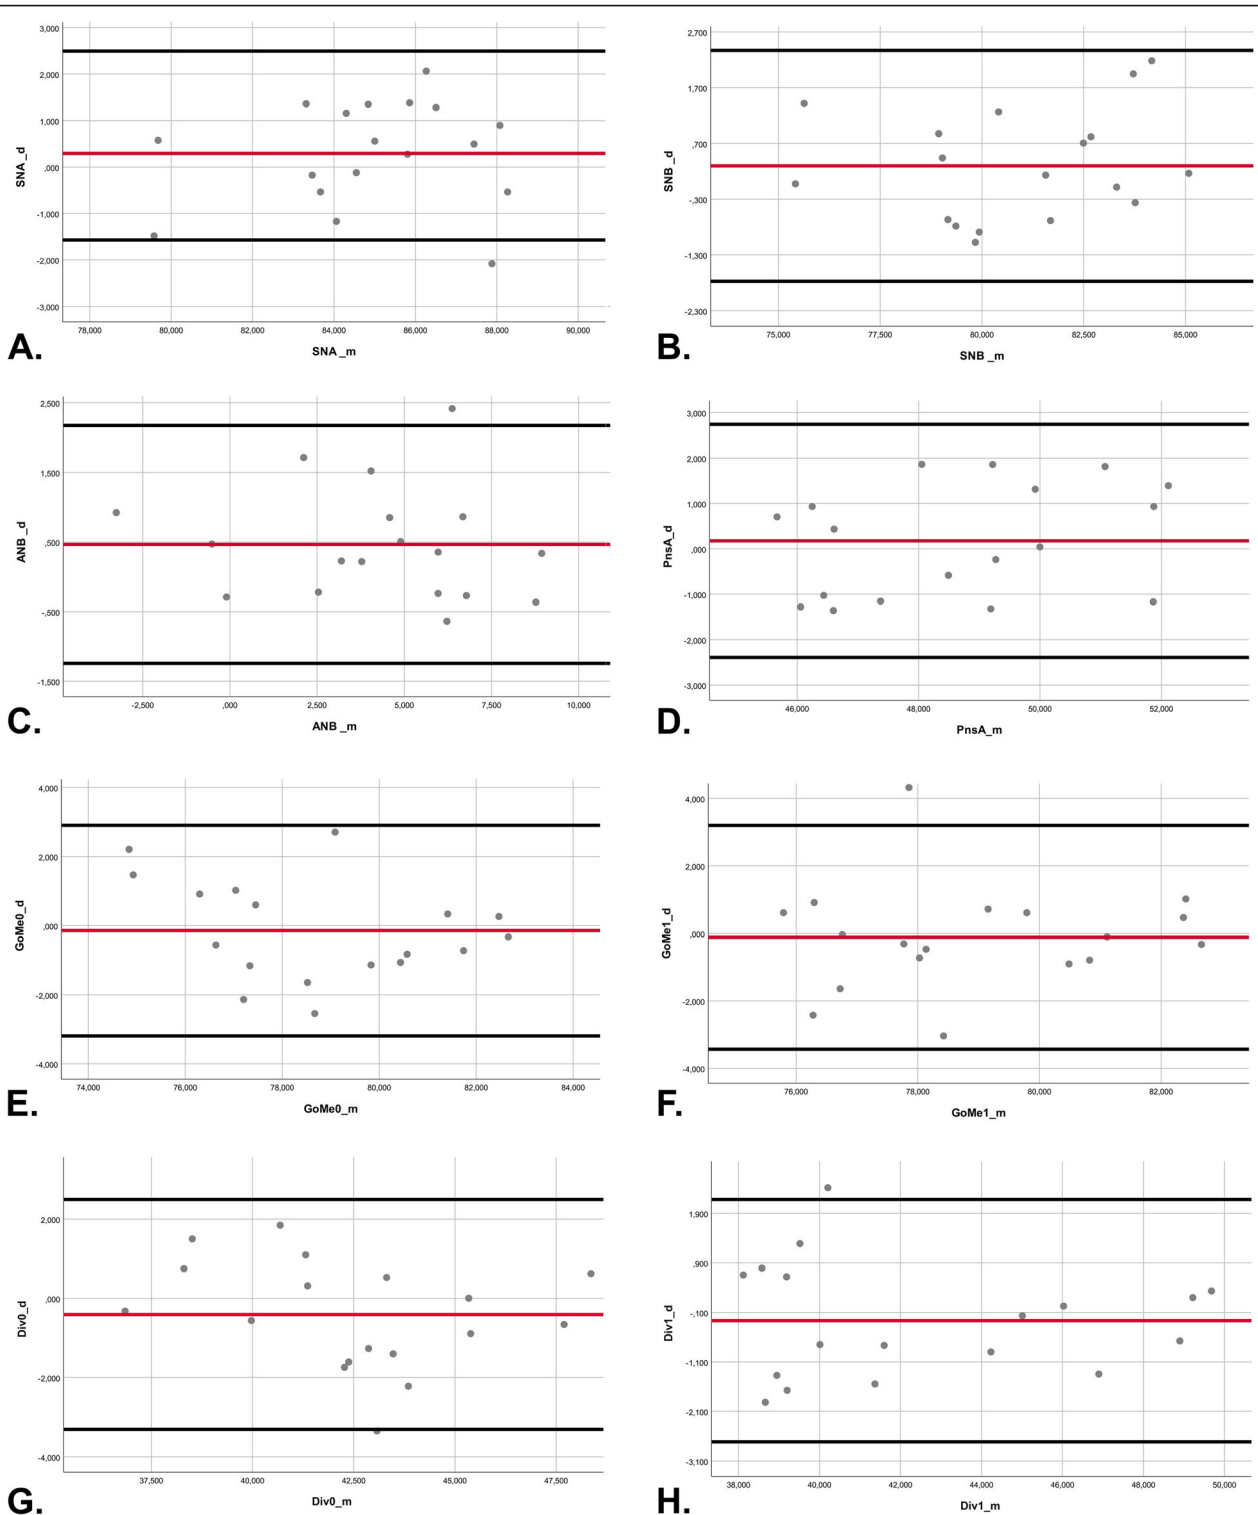 3,000
2,000
1,000
,000
-1,000
-2,000
-3,000
SNA _d
78,000 80,000 82,000 84,000 86,000 88,000 90,000
SNA _m
A.
2,700
1,700
,700
-,300
-1,300
-2,300
SNB _d
75,000 77,500 80,000 82,500 85,000
SNB _m
B.
2,500
1,500
,500
-,500
-1,500
ANB _d
-2,500 ,000 2,500 5,000 7,500 10,000
ANB _m
C.
3,000
2,000
1,000
,000
-1,000
-2,000
-3,000
PnsA_d
46,000 48,000 50,000 52,000
PnsA_m
D.
4,000
2,000
,000
-2,000
-4,000
GoMe0_d
74,000 76,000 78,000 80,000 82,000 84,000
GoMe0_m
E.
4,000
2,000
,000
-2,000
-4,000
GoMe1_d
76,000 78,000 80,000 82,000
GoMe1_m
F.
2,000
,000
-2,000
-4,000
Div0_d
37,500 40,000 42,500 45,000 47,500
Div0_m
G.
1,900
,900
-,100
-1,100
-2,100
-3,100
Div1_d
38,000 40,000 42,000 44,000 46,000 48,000 50,000
Div1_m
H.